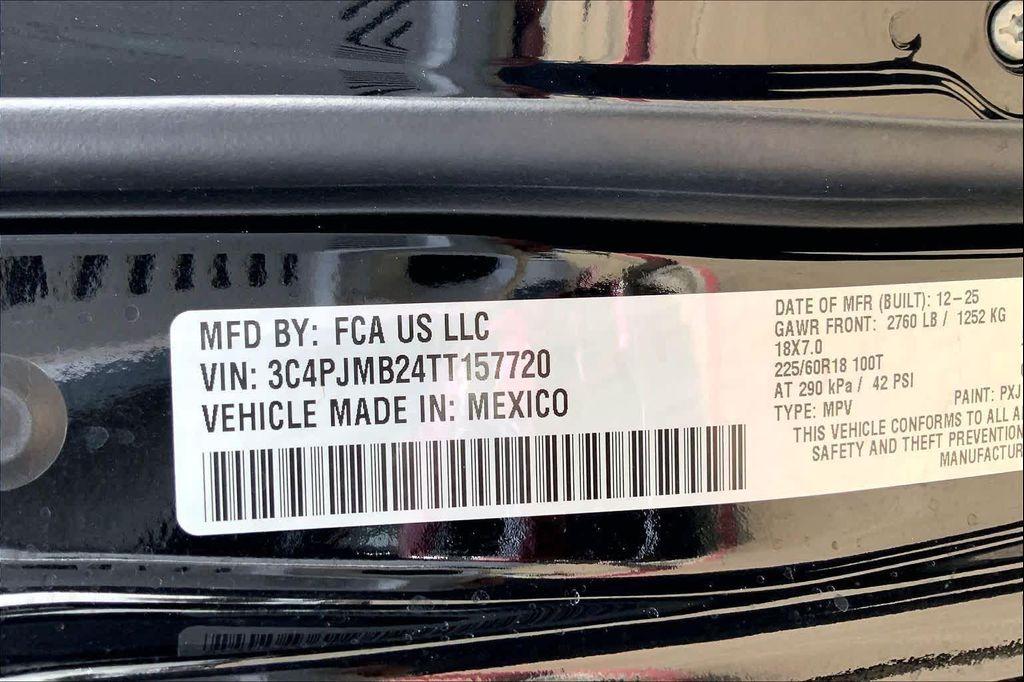 MFD BY: FCA US LLC
VIN: 3C4PJMB24TT157720
VEHICLE MADE IN: MEXICO
DATE OF MFR (BUILT): 12-25
GAWR FRONT: 2760 LB / 1252 KG
18X7.0
225/60R18 100T
AT 290 kPa / 42 PSI
TYPE: MPV
PAINT: PXJ
THIS VEHICLE CONFORMS TO ALL A
SAFETY AND THEFT PREVENTION
MANUFACTUR